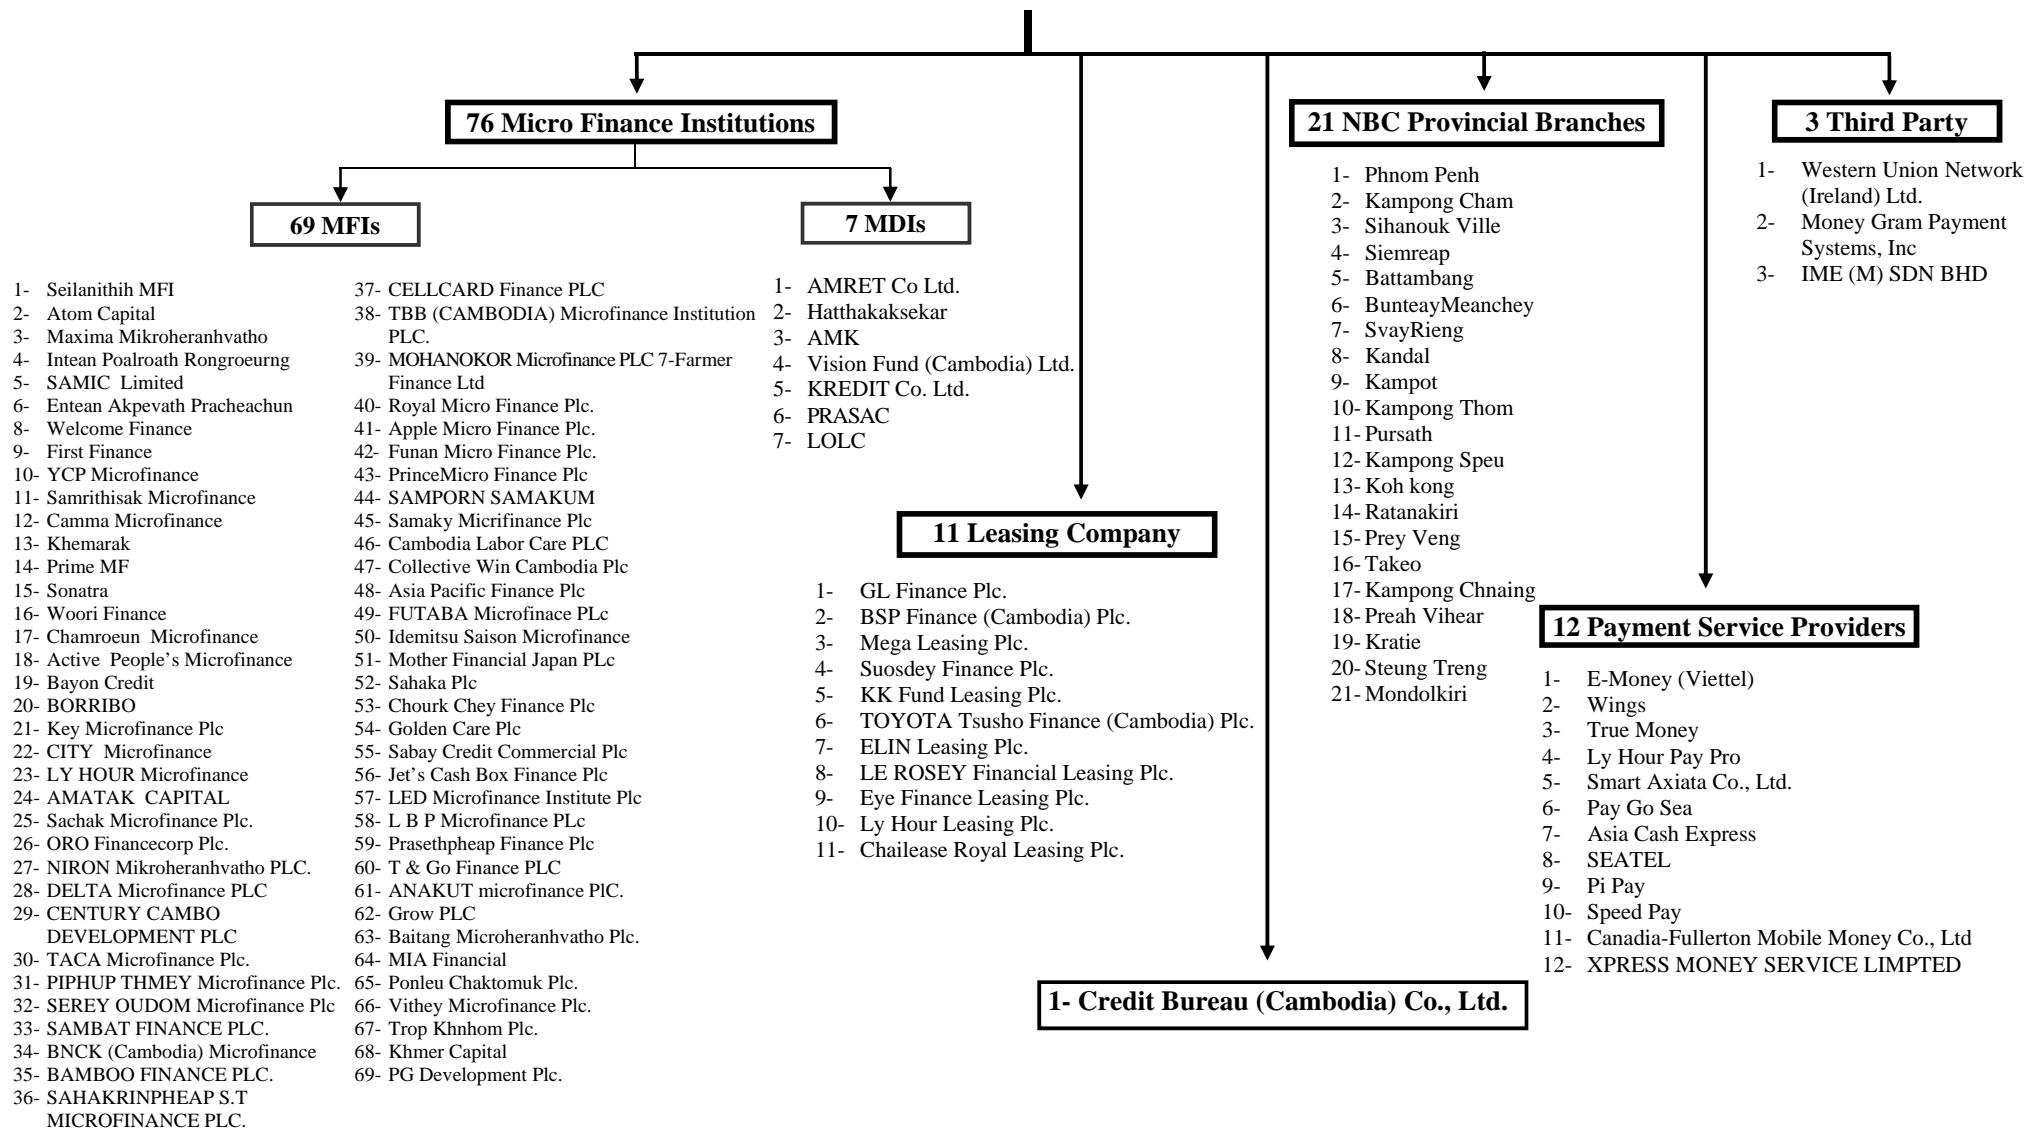 76 Micro Finance Institutions
69 MFIs
1- Seilanithih MFI
2- Atom Capital
3- Maxima Mikroheranhvatho
4- Intean Poalroath Rongroeurng
5- SAMIC Limited
6- Entean Akpevath Pracheachun
8- Welcome Finance
9- First Finance
10- YCP Microfinance
11- Samrithisak Microfinance
12- Camma Microfinance
13- Khemarak
14- Prime MF
15- Sonatra
16- Woori Finance
17- Chamroeun Microfinance
18- Active People's Microfinance
19- Bayon Credit
20- BORRIBO
21- Key Microfinance Plc
22- CITY Microfinance
23- LY HOUR Microfinance
24- AMATAK CAPITAL
25- Sachak Microfinance Plc.
26- ORO Financecorp Plc.
27- NIRON Mikroheranhvatho PLC.
28- DELTA Microfinance PLC
29- CENTURY CAMBO
DEVELOPMENT PLC
30- TACA Microfinance Plc.
31- PIPHUP THMEY Microfinance Plc.
32- SEREY OUDOM Microfinance Plc
33- SAMBAT FINANCE PLC.
34- BNCK (Cambodia) Microfinance
35- BAMBOO FINANCE PLC.
36- SAHAKRINPHEAP S.T
MICROFINANCE PLC.
37- CELLCARD Finance PLC
38- TBB (CAMBODIA) Microfinance Institution
PLC.
39- MOHANOKOR Microfinance PLC 7-Farmer
Finance Ltd
40- Royal Micro Finance Plc.
41- Apple Micro Finance Plc.
42- Funan Micro Finance Plc.
43- PrinceMicro Finance Plc
44- SAMPORN SAMAKUM
45- Samaky Micrifinance Plc
46- Cambodia Labor Care PLC
47- Collective Win Cambodia Plc
48- Asia Pacific Finance Plc
49- FUTABA Microfinace PLc
50- Idemitsu Saison Microfinance
51- Mother Financial Japan PLc
52- Sahaka Plc
53- Chourk Chey Finance Plc
54- Golden Care Plc
55- Sabay Credit Commercial Plc
56- Jet's Cash Box Finance Plc
57- LED Microfinance Institute Plc
58- L B P Microfinance PLc
59- Prasethpheap Finance Plc
60- T & Go Finance PLC
61- ANAKUT microfinance PlC.
62- Grow PLC
63- Baitang Microheranhvatho Plc.
64- MIA Financial
65- Ponleu Chaktomuk Plc.
66- Vithey Microfinance Plc.
67- Trop Khnhom Plc.
68- Khmer Capital
69- PG Development Plc.
7 MDIs
1- AMRET Co Ltd.
2- Hatthakaksekar
3- AMK
4- Vision Fund (Cambodia) Ltd.
5- KREDIT Co. Ltd.
6- PRASAC
7- LOLC
11 Leasing Company
1- GL Finance Plc.
2- BSP Finance (Cambodia) Plc.
3- Mega Leasing Plc.
4- Suosdey Finance Plc.
5- KK Fund Leasing Plc.
6- TOYOTA Tsusho Finance (Cambodia) Plc.
7- ELIN Leasing Plc.
8- LE ROSEY Financial Leasing Plc.
9- Eye Finance Leasing Plc.
10- Ly Hour Leasing Plc.
11- Chailease Royal Leasing Plc.
1- Credit Bureau (Cambodia) Co., Ltd.
21 NBC Provincial Branches
1- Phnom Penh
2- Kampong Cham
3- Sihanouk Ville
4- Siemreap
5- Battambang
6- BunteayMeanchey
7- SvayRieng
8- Kandal
9- Kampot
10- Kampong Thom
11- Pursath
12- Kampong Speu
13- Koh kong
14- Ratanakiri
15- Prey Veng
16- Takeo
17- Kampong Chnaing
18- Preah Vihear
19- Kratie
20- Steung Treng
21- Mondolkiri
12 Payment Service Providers
1- E-Money (Viettel)
2- Wings
3- True Money
4- Ly Hour Pay Pro
5- Smart Axiata Co., Ltd.
6- Pay Go Sea
7- Asia Cash Express
8- SEATEL
9- Pi Pay
10- Speed Pay
11- Canadia-Fullerton Mobile Money Co., Ltd
12- XPRESS MONEY SERVICE LIMPTED
3 Third Party
1- Western Union Network
(Ireland) Ltd.
2- Money Gram Payment
Systems, Inc
3- IME (M) SDN BHD